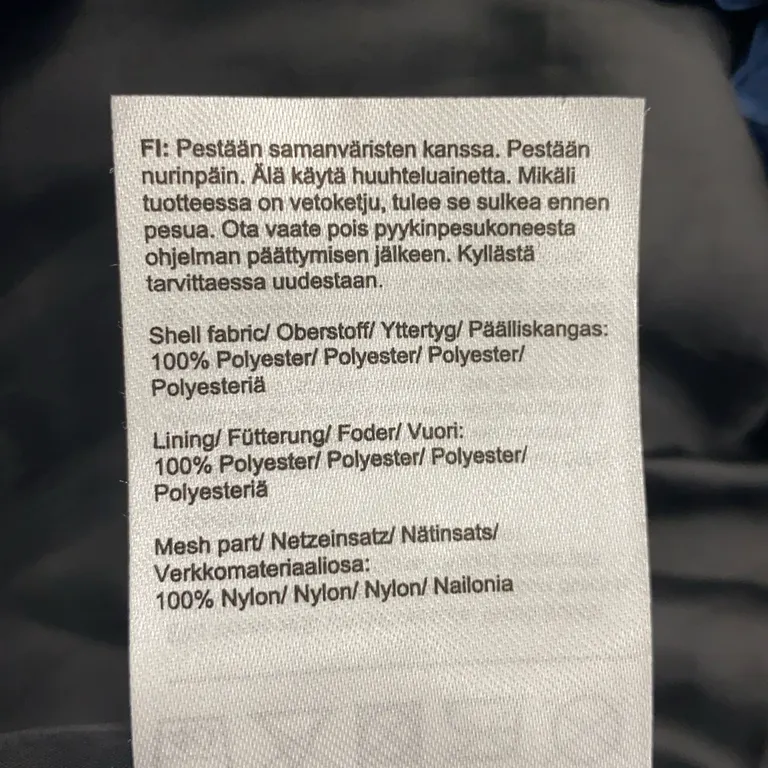 FI: Pestään samanväristen kanssa. Pestään
nurinpäin. Älä käytä huuhteluainetta. Mikäli
tuotteessa on vetoketju, tulee se sulkea ennen
pesua. Ota vaate pois pyykinpesukoneesta
ohjelman päättymisen jälkeen. Kyllästä
tarvittaessa uudestaan.
Shell fabric/ Oberstoff/ Yttertyg/ Päälliskangas:
100% Polyester/ Polyester/ Polyester/
Polyesteriä
Lining/ Fütterung/ Foder/ Vuori:
100% Polyester/ Polyester/ Polyester/
Polyesteriä
Mesh part/ Netzeinsatz/ Nätinsats/
Verkkomateriaaliosa:
100% Nylon/ Nylon/ Nylon/ Nailonia